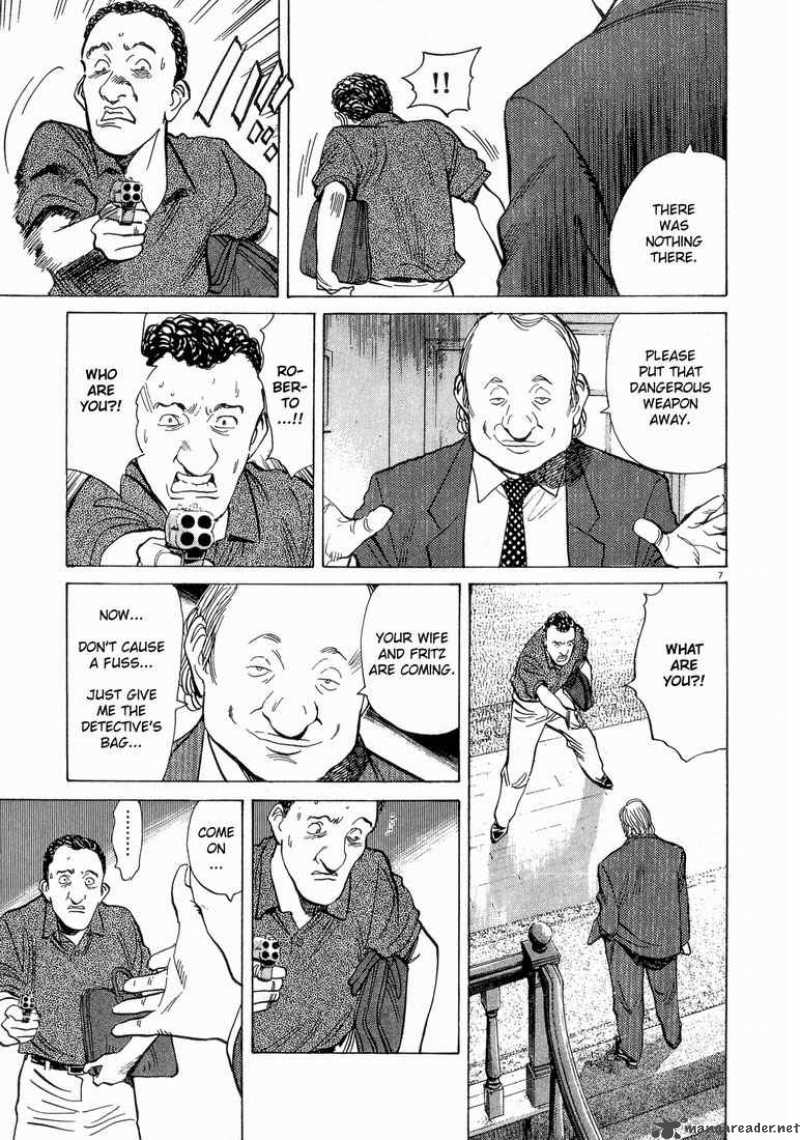 !!
THERE
WAS
NOTHING
THERE.
PLEASE
PUT THAT
DANGEROUS
WEAPON
AWAY.
RO-
BER-
TO
...!!
WHO
ARE
YOU?!
7
WHAT
ARE
YOU?!
YOUR WIFE
AND FRITZ
ARE COMING.
NOW...
DON'T CAUSE
A FUSS...
JUST GIVE
ME THE
DETECTIVE'S
BAG...
COME
ON
...
......
mangareader.net